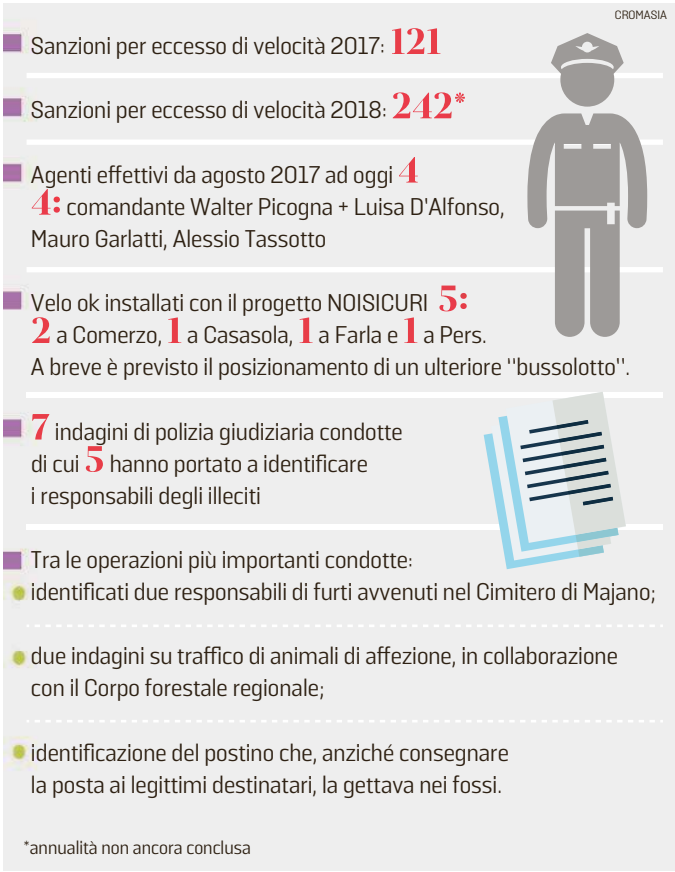 CROMASIA
Sanzioni per eccesso di velocità 2017: 121
Sanzioni per eccesso di velocità 2018: 242*
Agenti effettivi da agosto 2017 ad oggi 4
4: comandante Walter Picogna + Luisa D'Alfonso,
Mauro Garlatti, Alessio Tassotto
Velo ok installati con il progetto NOISICURI 5:
2 a Comerzo, 1 a Casasola, 1 a Farla e 1 a Pers.
A breve è previsto il posizionamento di un ulteriore "bussolotto".
7 indagini di polizia giudiziaria condotte
di cui 5 hanno portato a identificare
i responsabili degli illeciti
Tra le operazioni più importanti condotte:
identificati due responsabili di furti avvenuti nel Cimitero di Majano;
due indagini su traffico di animali di affezione, in collaborazione
con il Corpo forestale regionale;
identificazione del postino che, anziché consegnare
la posta ai legittimi destinatari, la gettava nei fossi.
*annualità non ancora conclusa